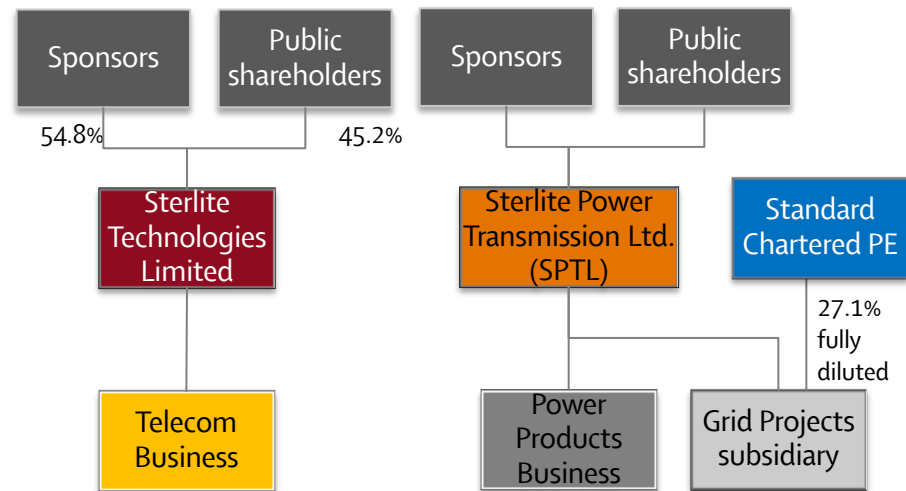 Sponsors
Public
shareholders
Sponsors
Public
shareholders
54.8%
45.2%
Sterlite
Technologies
Limited
Sterlite Power
Transmission Ltd.
(SPTL)
Standard
Chartered PE
27.1%
fully
diluted
Telecom
Business
Power
Products
Business
Grid Projects
subsidiary